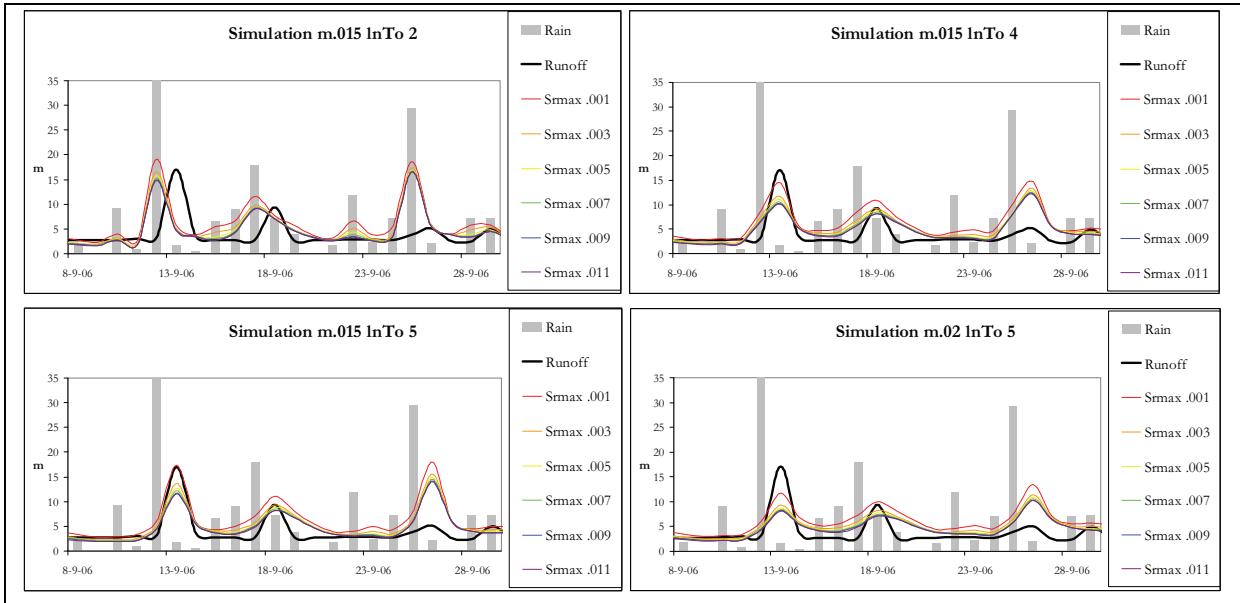 Simulation m.015 lnTo 2
35
30
25
20
15
10
5
0
m
8-9-06 13-9-06 18-9-06 23-9-06 28-9-06
Rain
Runoff
Srmax .001
Srmax .003
Srmax .005
Srmax .007
Srmax .009
Srmax .011
Simulation m.015 lnTo 4
35
30
25
20
15
10
5
0
m
8-9-06 13-9-06 18-9-06 23-9-06 28-9-06
Rain
Runoff
Srmax .001
Srmax .003
Srmax .005
Srmax .007
Srmax .009
Srmax .011
Simulation m.015 lnTo 5
35
30
25
20
15
10
5
0
m
8-9-06 13-9-06 18-9-06 23-9-06 28-9-06
Rain
Runoff
Srmax .001
Srmax .003
Srmax .005
Srmax .007
Srmax .009
Srmax .011
Simulation m.02 lnTo 5
35
30
25
20
15
10
5
0
m
8-9-06 13-9-06 18-9-06 23-9-06 28-9-06
Rain
Runoff
Srmax .001
Srmax .003
Srmax .005
Srmax .007
Srmax .009
Srmax .011